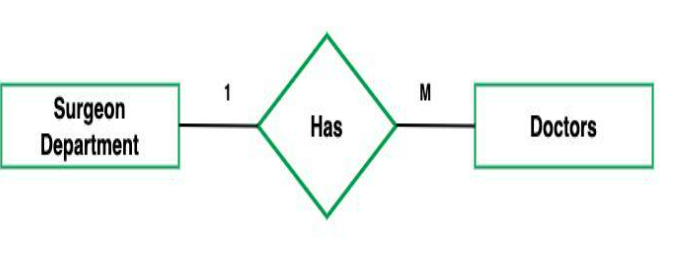 Surgeon
Department
1
Has
M
Doctors